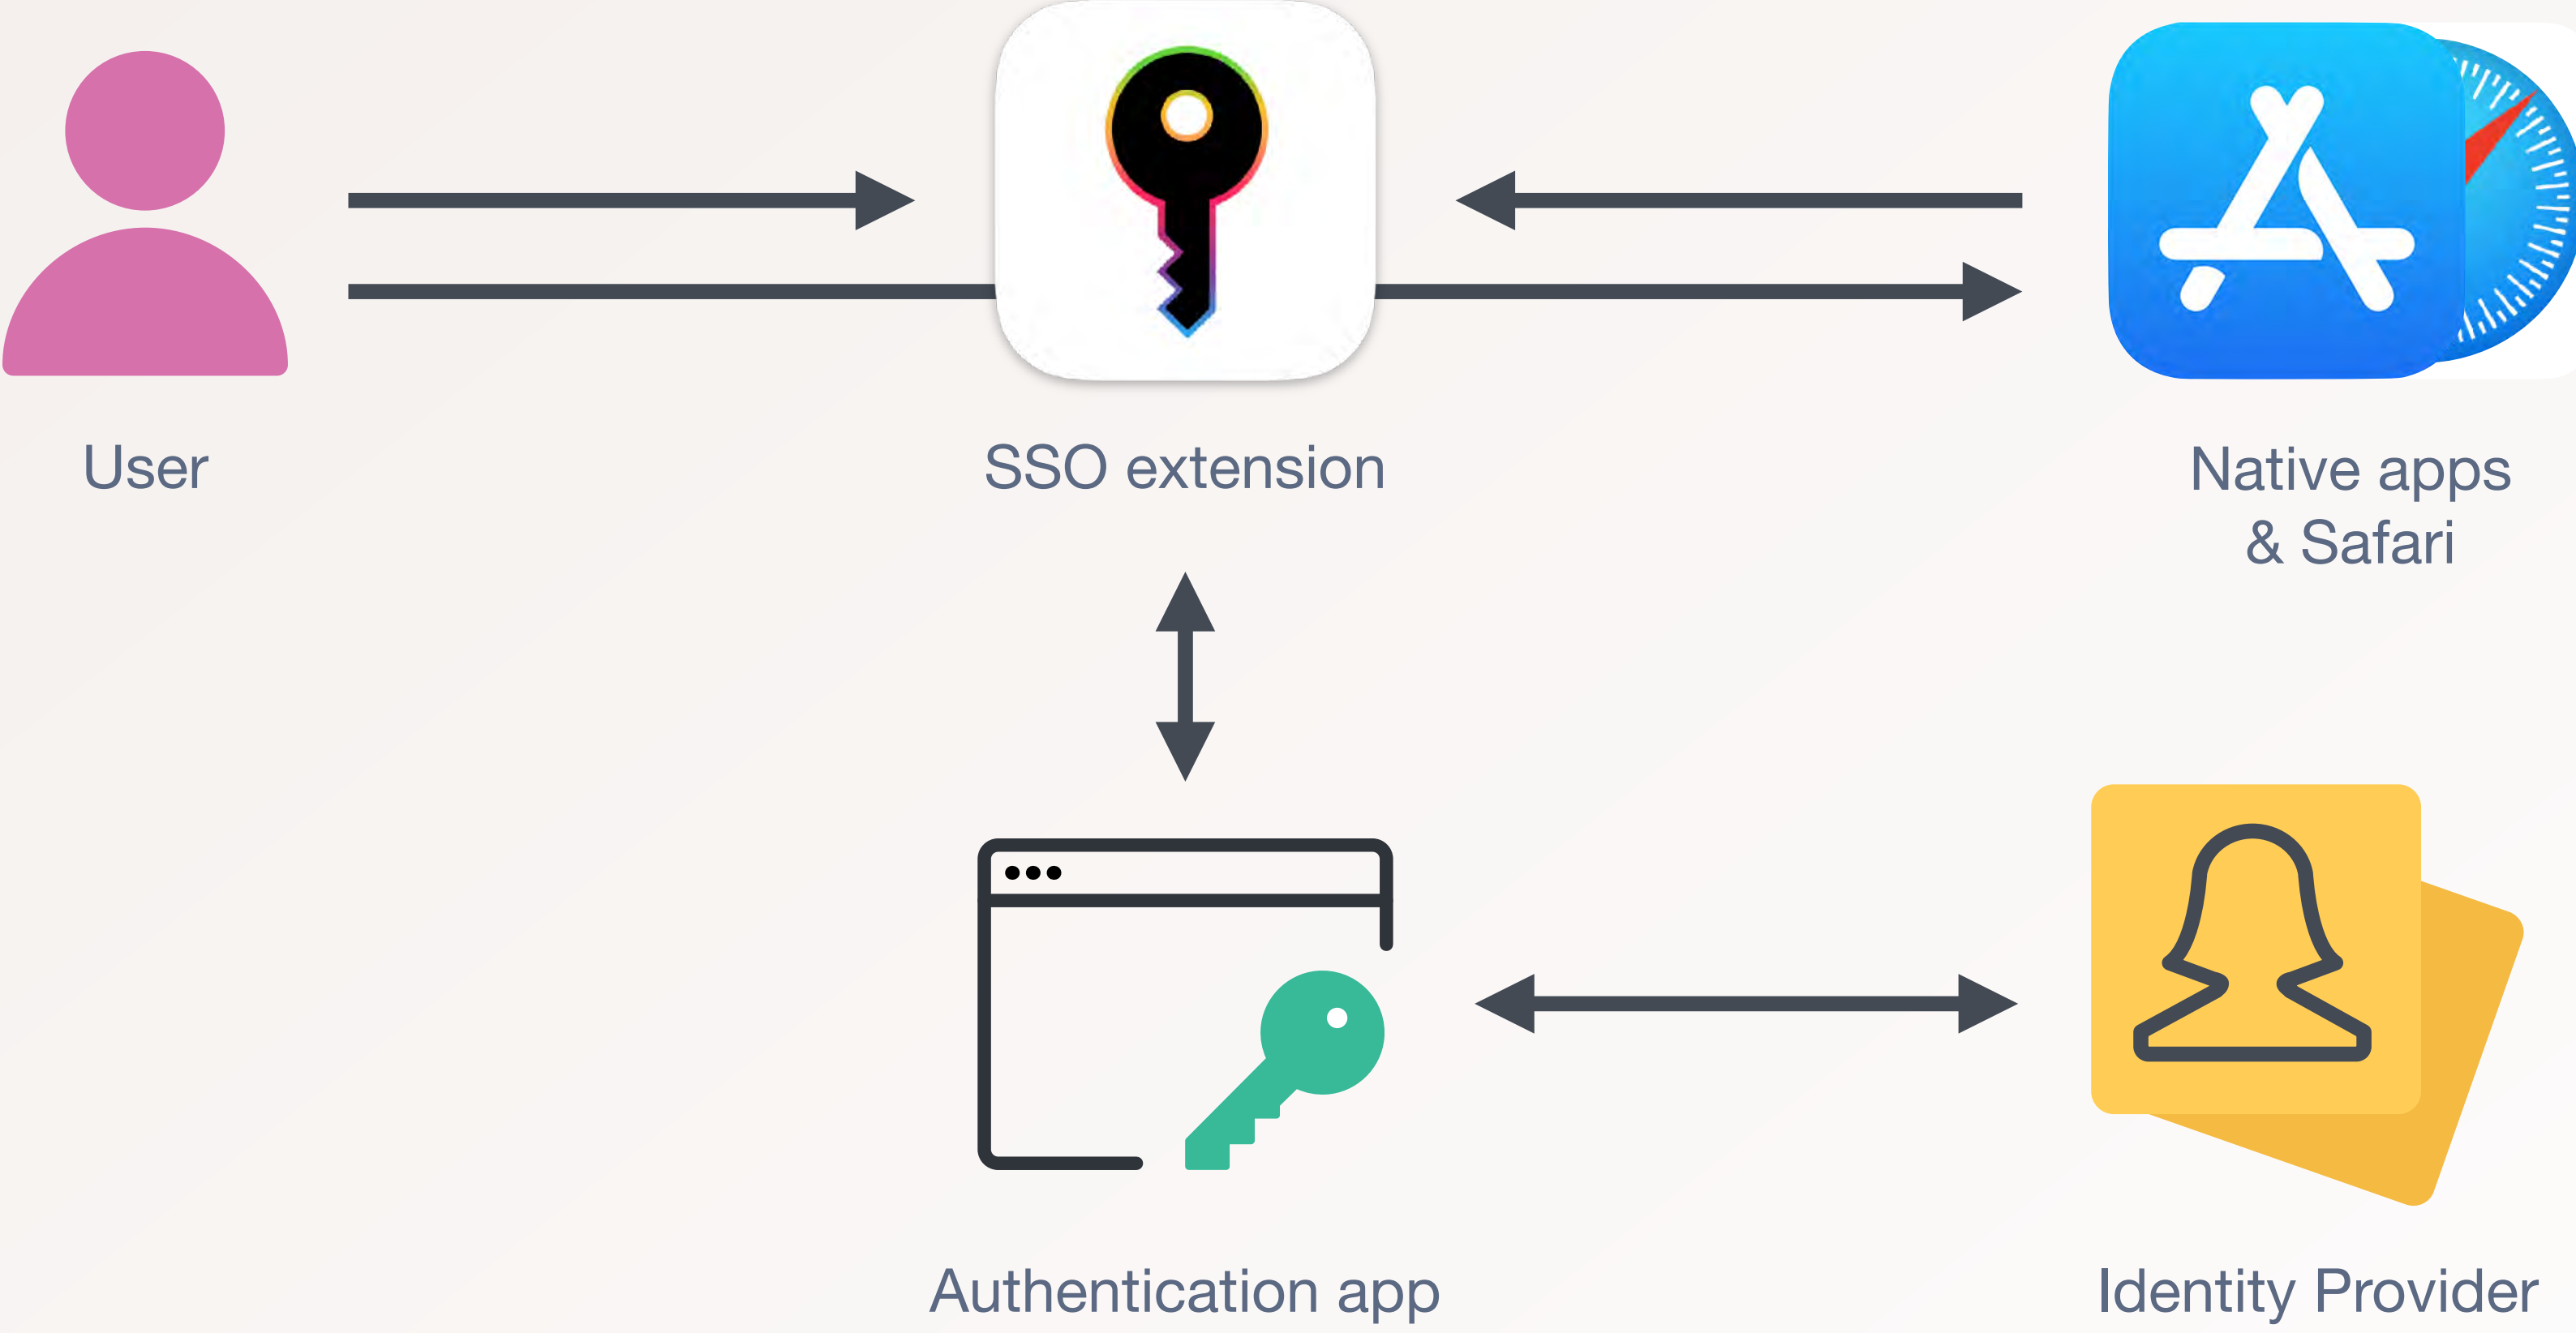 User
SSO extension
Native apps
& Safari
Authentication app
Identity Provider